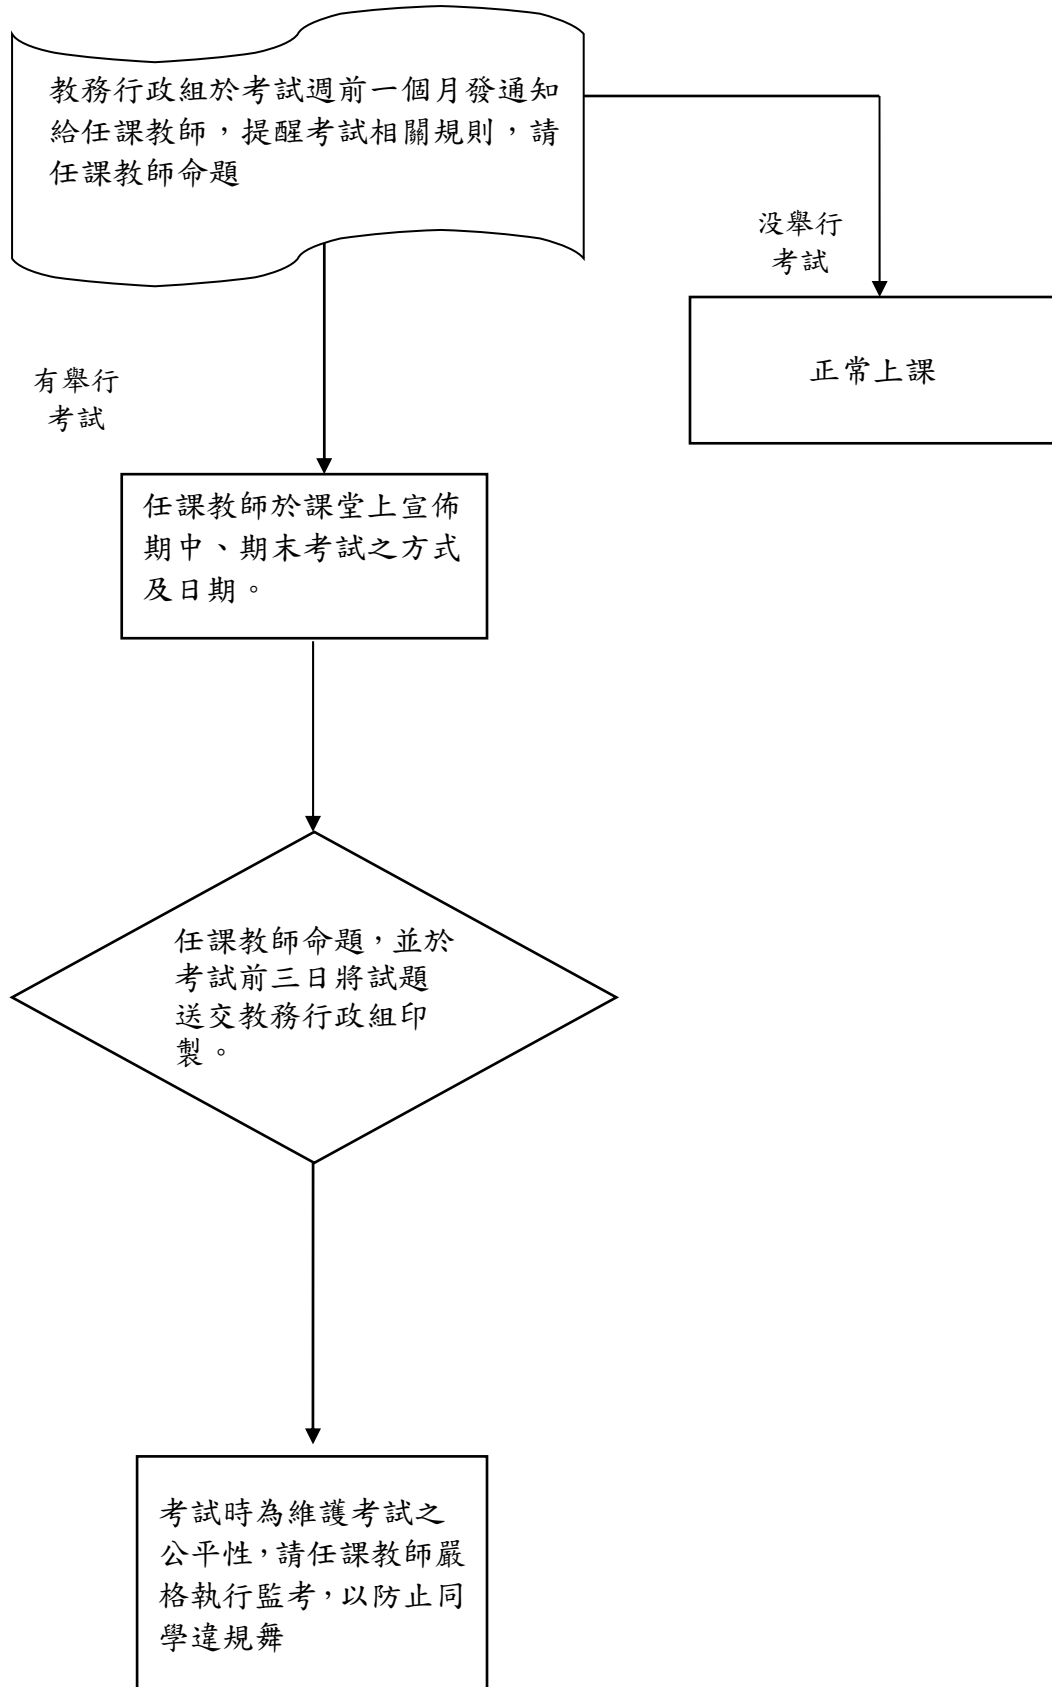 教務行政組於考試週前一個月發通知
給任課教師，提醒考試相關規則，請
任課教師命題
没舉行
考試
正常上課
有舉行
考試
任課教師於課堂上宣佈
期中、期末考試之方式
及日期。
任課教師命題，並於
考試前三日將試題
送交教務行政組印
製。
考試時為維護考試之
公平性，請任課教師嚴
格執行監考，以防止同
學違規舞